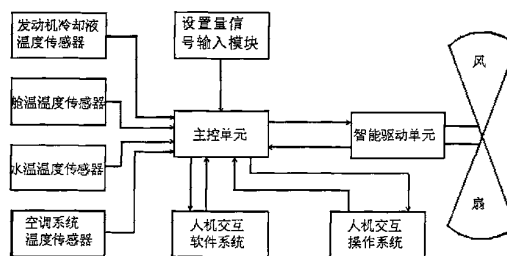 发动机冷却液
温度传感器
设置量信
号输入模块
舱温温度传感器
主控单元
智能驱动单元
风
扇
水温温度传感器
空调系统
温度传感器
人机交互
软件系统
人机交互
操作系统